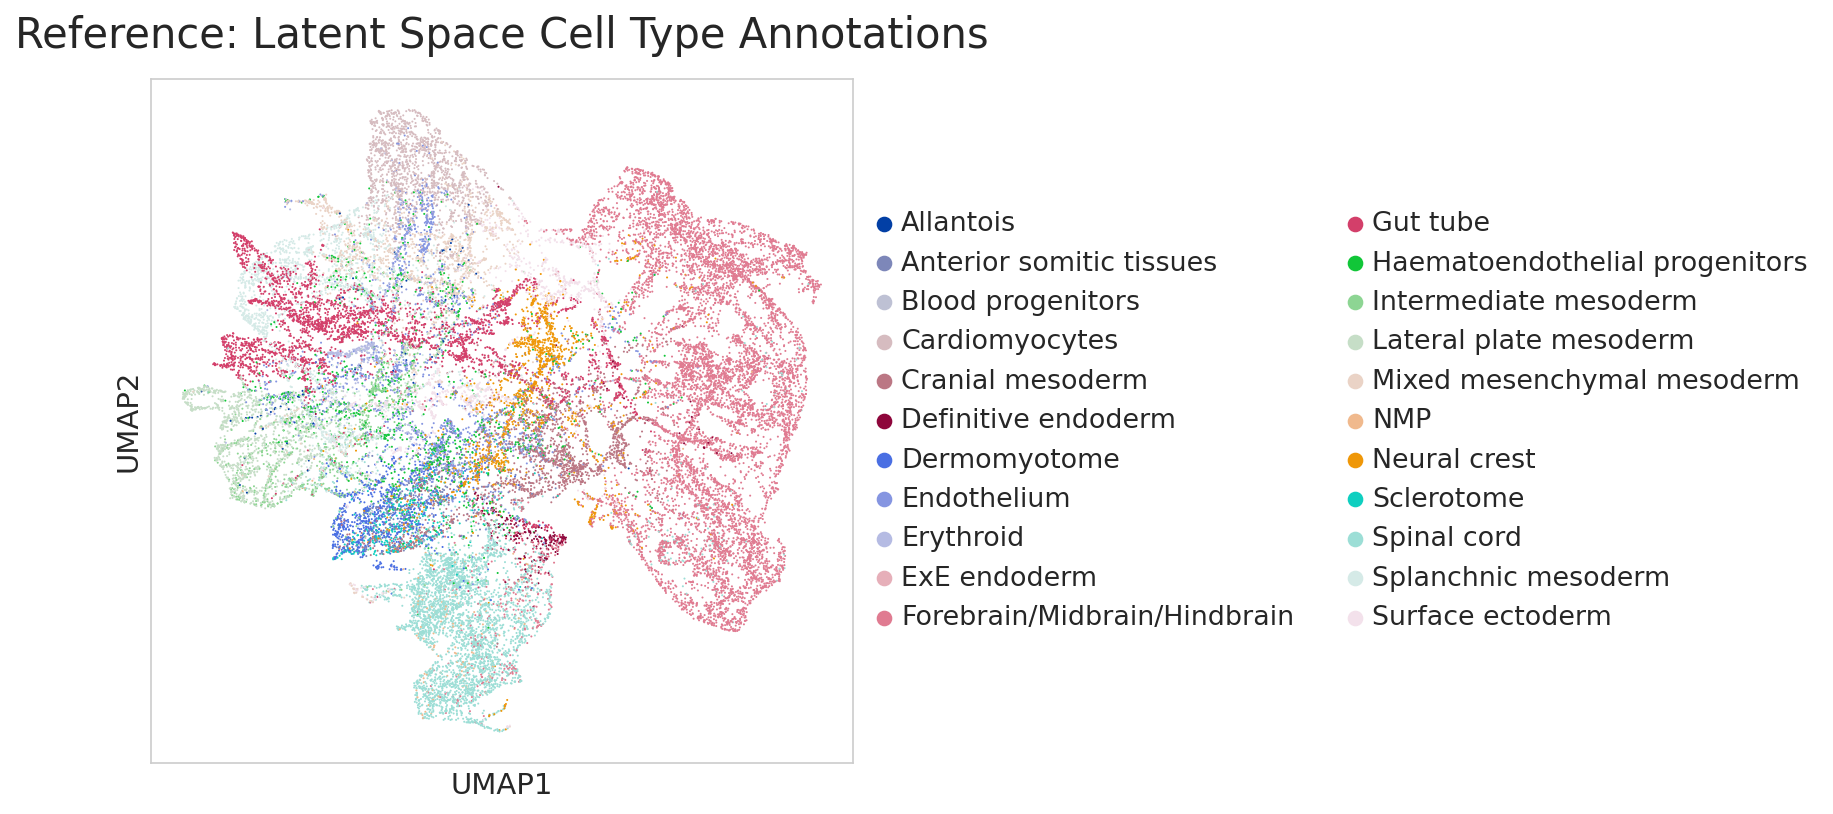 Reference: Latent Space Cell Type Annotations
UMAP2
UMAP1
Allantois
Anterior somitic tissues
Blood progenitors
Cardiomyocytes
Cranial mesoderm
Definitive endoderm
Dermomyotome
Endothelium
Erythroid
ExE endoderm
Forebrain/Midbrain/Hindbrain
Gut tube
Haematoendothelial progenitors
Intermediate mesoderm
Lateral plate mesoderm
Mixed mesenchymal mesoderm
NMP
Neural crest
Sclerotome
Spinal cord
Splanchnic mesoderm
Surface ectoderm